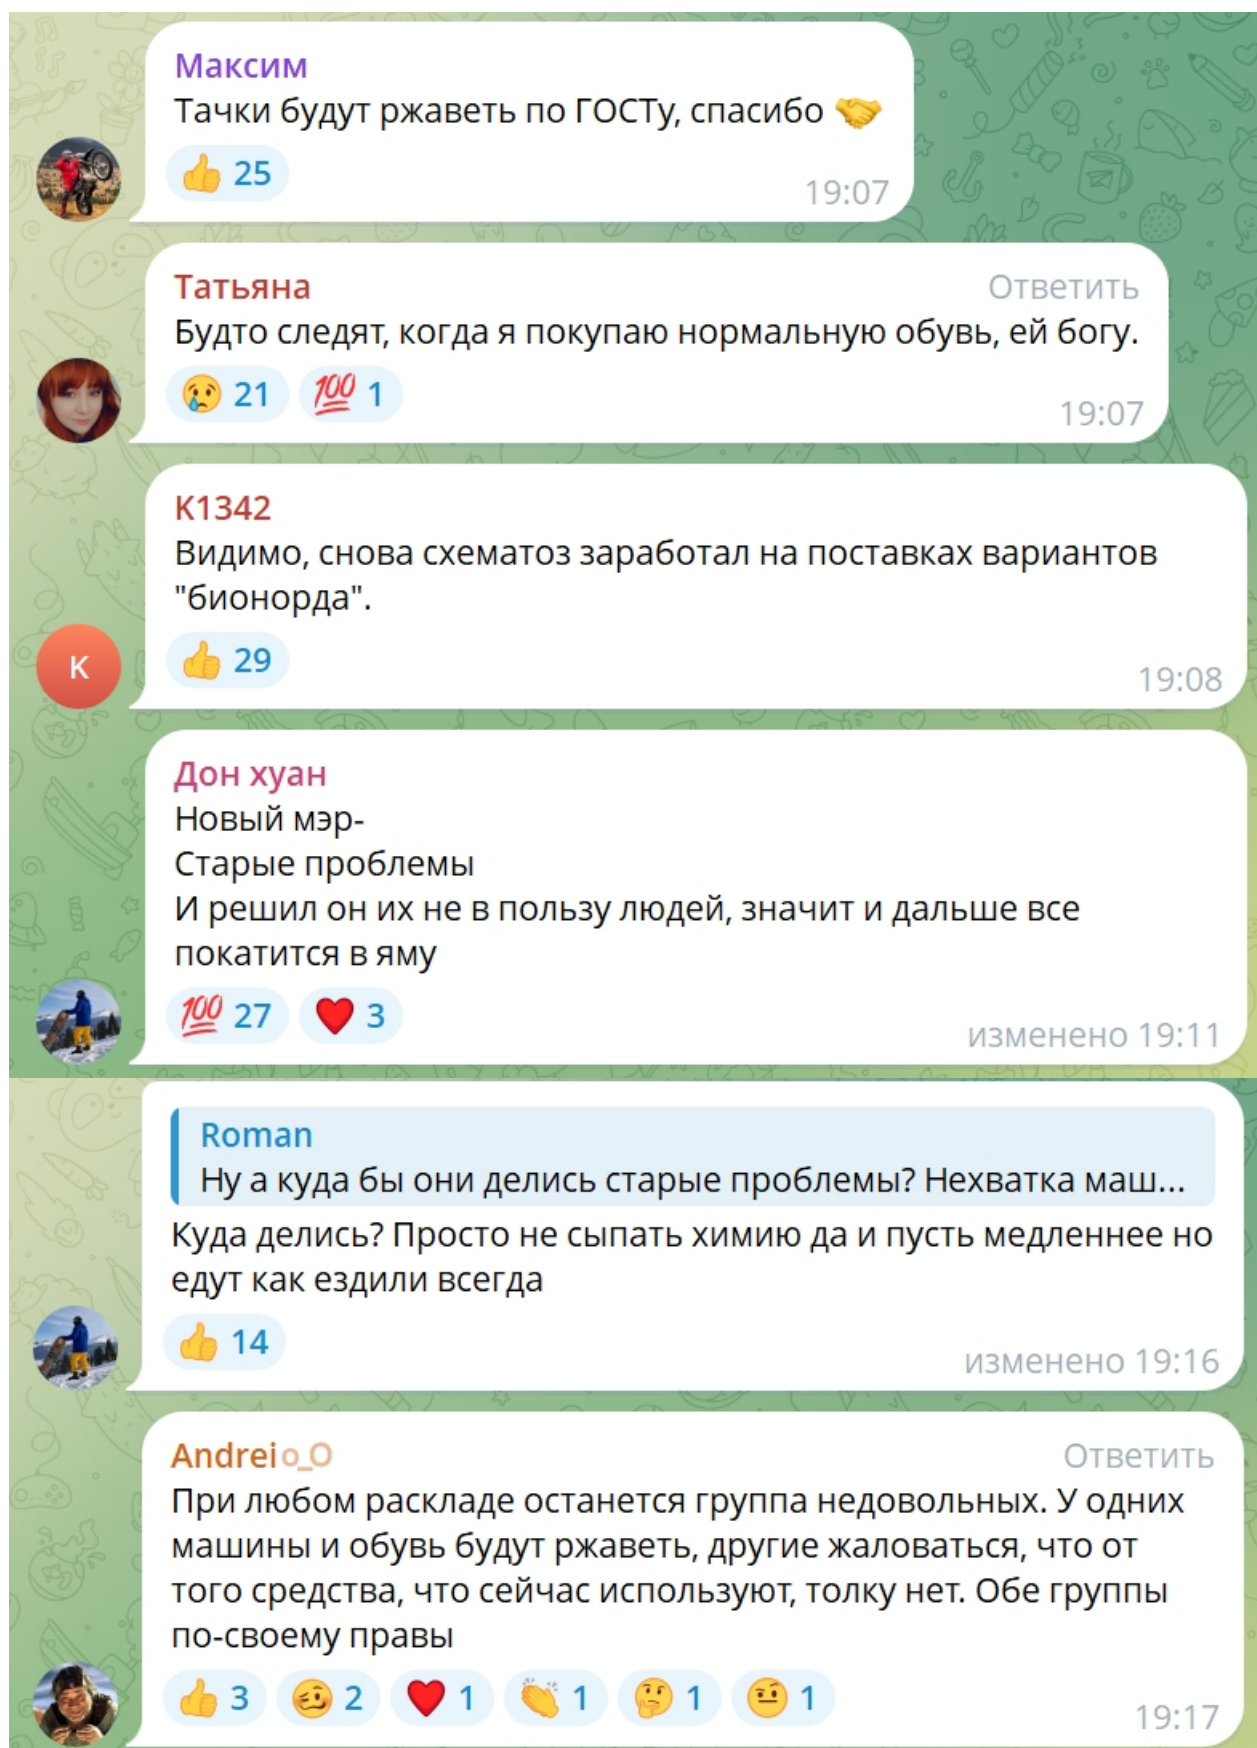 Максим
Тачки будут ржаветь по ГОСТу, спасибо 🤝
👍 25
19:07
Татьяна
Ответить
Будто следят, когда я покупаю нормальную обувь, ей богу.
😢 21 💯 1
19:07
K1342
Видимо, снова схематоз заработал на поставках вариантов
"бионорда".
K
👍 29
19:08
Дон хуан
Новый мэр-
Старые проблемы
И решил он их не в пользу людей, значит и дальше все
покатится в яму
💯 27 ❤ 3
изменено 19:11
Roman
Ну а куда бы они делись старые проблемы? Нехватка маш...
Куда делись? Просто не сыпать химию да и пусть медленнее но
едут как ездили всегда
👍 14
изменено 19:16
Andrei o_O
Ответить
При любом раскладе останется группа недовольных. У одних
машины и обувь будут ржаветь, другие жаловаться, что от
того средства, что сейчас используют, толку нет. Обе группы
по-своему правы
👍 3 🥴 2 ❤ 1 👏 1 🤔 1 🤨 1
19:17